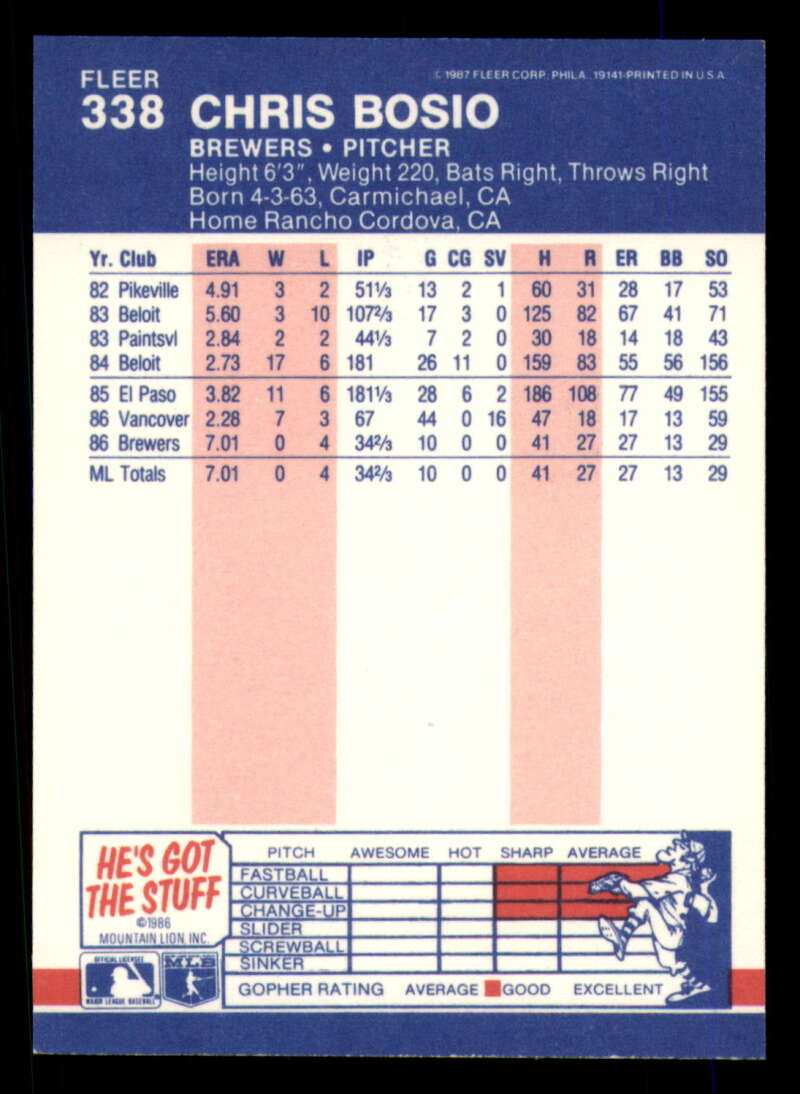 FLEER
© 1987 FLEER CORP. PHILA. 19141-PRINTED IN U.S.A.
338 CHRIS BOSIO
BREWERS • PITCHER
Height 6'3", Weight 220, Bats Right, Throws Right
Born 4-3-63, Carmichael, CA
Home Rancho Cordova, CA
Yr. Club ERA W L IP G CG SV H R ER BB SO
82 Pikeville 4.91 3 2 51⅓ 13 2 1 60 31 28 17 53
83 Beloit 5.60 3 10 107⅔ 17 3 0 125 82 67 41 71
83 Paintsvl 2.84 2 2 44⅓ 7 2 0 30 18 14 18 43
84 Beloit 2.73 17 6 181 26 11 0 159 83 55 56 156
85 El Paso 3.82 11 6 181⅓ 28 6 2 186 108 77 49 155
86 Vancover 2.28 7 3 67 44 0 16 47 18 17 13 59
86 Brewers 7.01 0 4 34⅔ 10 0 0 41 27 27 13 29
ML Totals 7.01 0 4 34⅔ 10 0 0 41 27 27 13 29
HE'S GOT
THE STUFF
©1986
MOUNTAIN LION, INC.
OFFICIAL LICENSEE
MAJOR LEAGUE BASEBALL
MLB
PITCH AWESOME HOT SHARP AVERAGE
FASTBALL
CURVEBALL
CHANGE-UP
SLIDER
SCREWBALL
SINKER
GOPHER RATING AVERAGE GOOD EXCELLENT